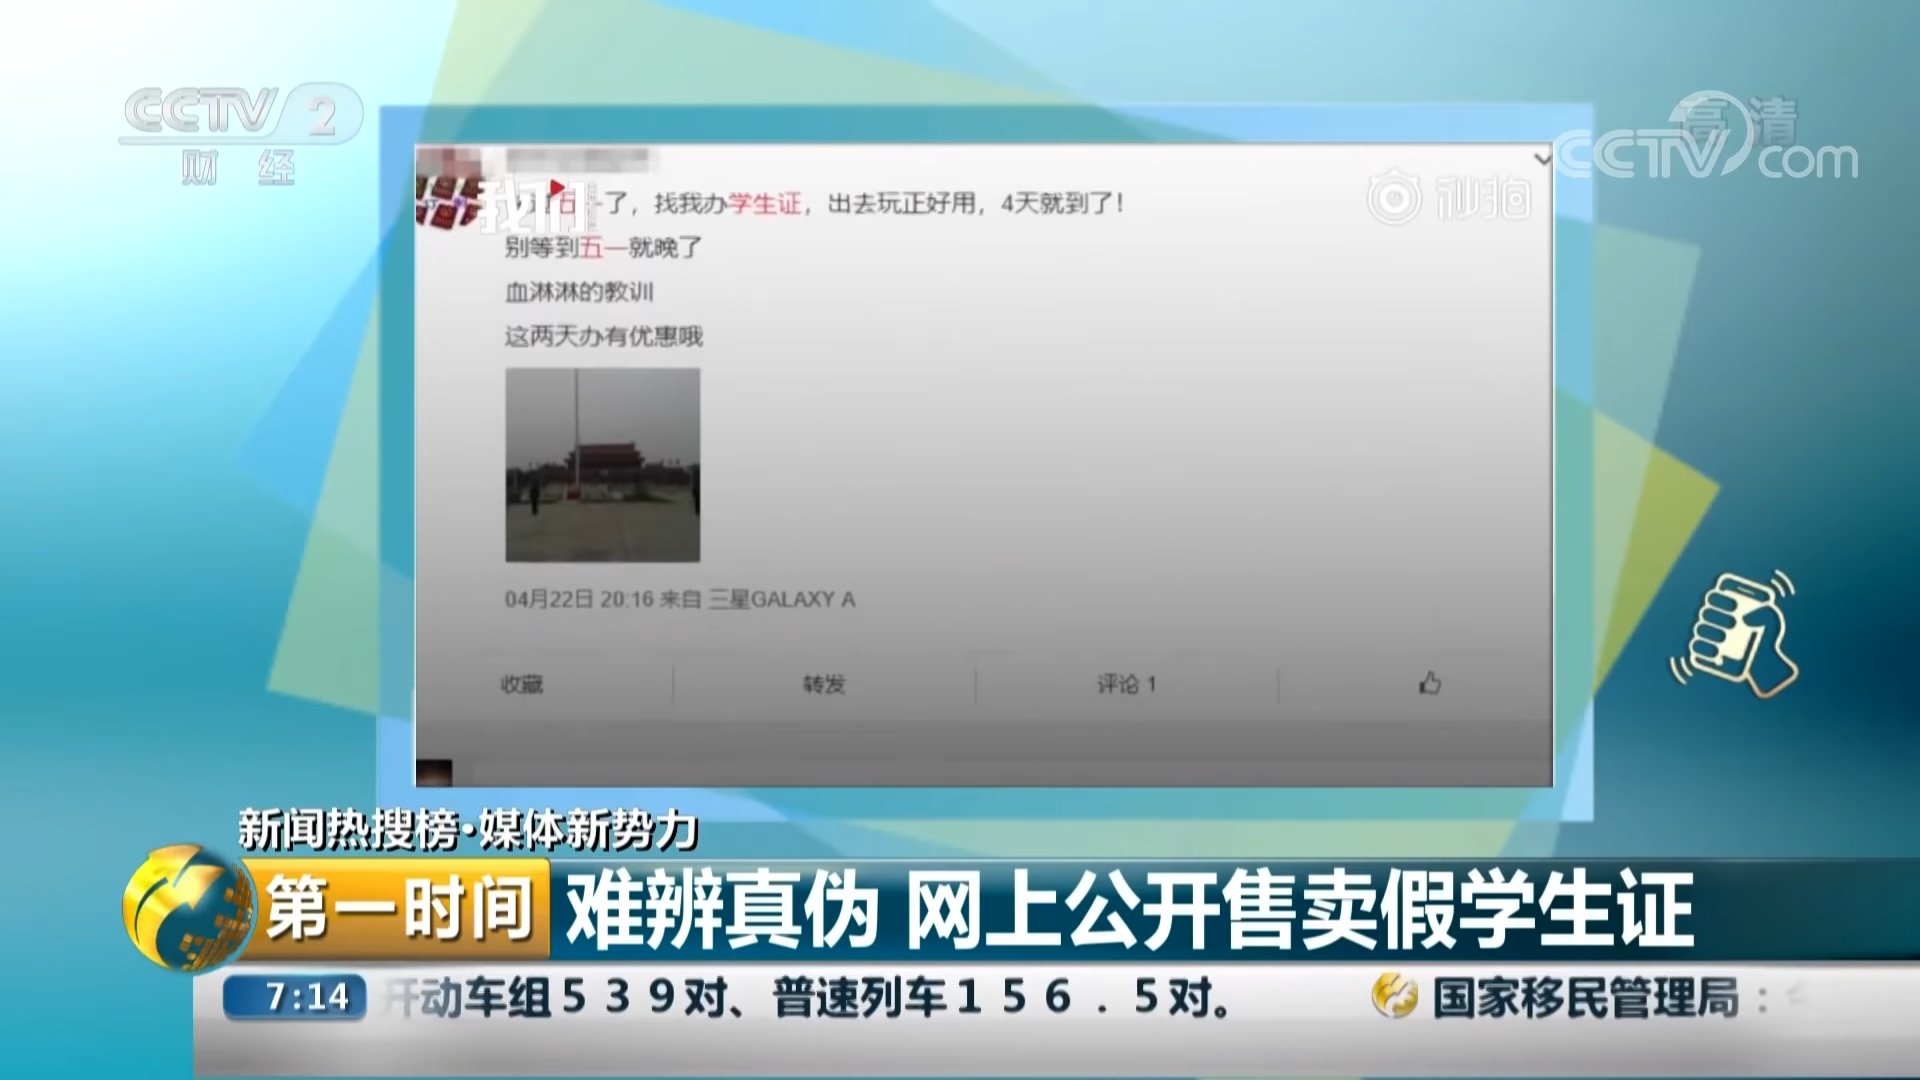 CCTV 2
财 经
高清
CCTV.com
我们
秒拍
五一了，找我办学生证，出去玩正好用，4天就到了！
别等到五一就晚了
血淋淋的教训
这两天办有优惠哦
04月22日 20:16 来自 三星GALAXY A
收藏
转发
评论 1
新闻热搜榜·媒体新势力
第一时间
难辨真伪 网上公开售卖假学生证
7:14
开动车组539对、普速列车156.5对。
国家移民管理局：